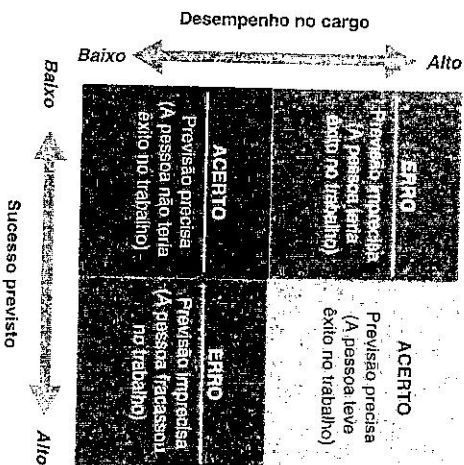 Desempenho no cargo
Baixo
Alto
ERRO
Previsão imprecisa
(A pessoa teria
êxito no trabalho)
ACERTO
Previsão precisa
(A pessoa teve
êxito no trabalho)
ACERTO
Previsão precisa
(A pessoa não teria
êxito no trabalho)
ERRO
Previsão imprecisa
(A pessoa fracassou
no trabalho)
Baixo
Alto
Sucesso previsto